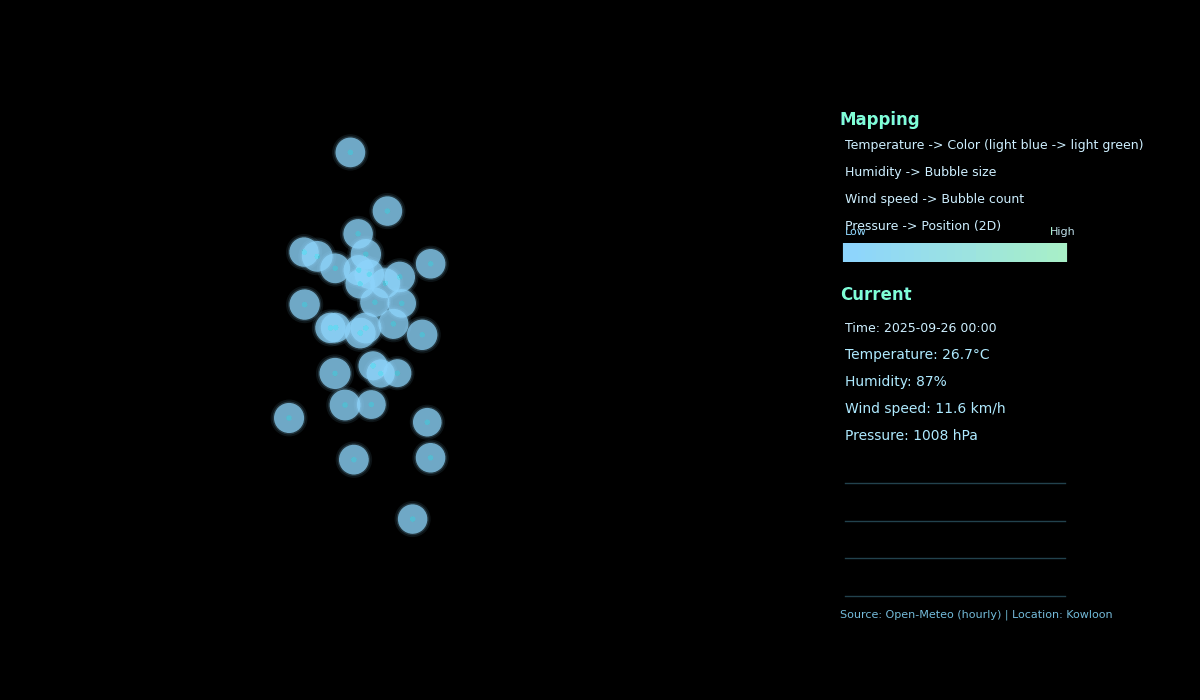 Mapping
Temperature -> Color (light blue -> light green)
Humidity -> Bubble size
Wind speed -> Bubble count
Pressure -> Position (2D)
Low High
Current
Time: 2025-09-26 00:00
Temperature: 26.7°C
Humidity: 87%
Wind speed: 11.6 km/h
Pressure: 1008 hPa
Source: Open-Meteo (hourly) | Location: Kowloon